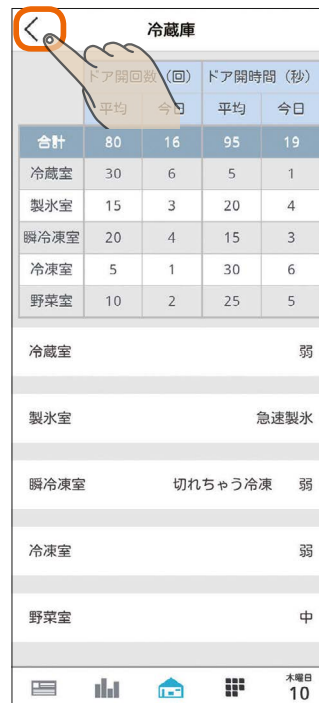 冷蔵庫
ドア開回数（回） ドア開時間（秒）
平均 今日 平均 今日
合計 80 16 95 19
冷蔵室 30 6 5 1
製氷室 15 3 20 4
瞬冷凍室 20 4 15 3
冷凍室 5 1 30 6
野菜室 10 2 25 5
冷蔵室 弱
製氷室 急速製氷
瞬冷凍室 切れちゃう冷凍 弱
冷凍室 弱
野菜室 中
木曜日
10